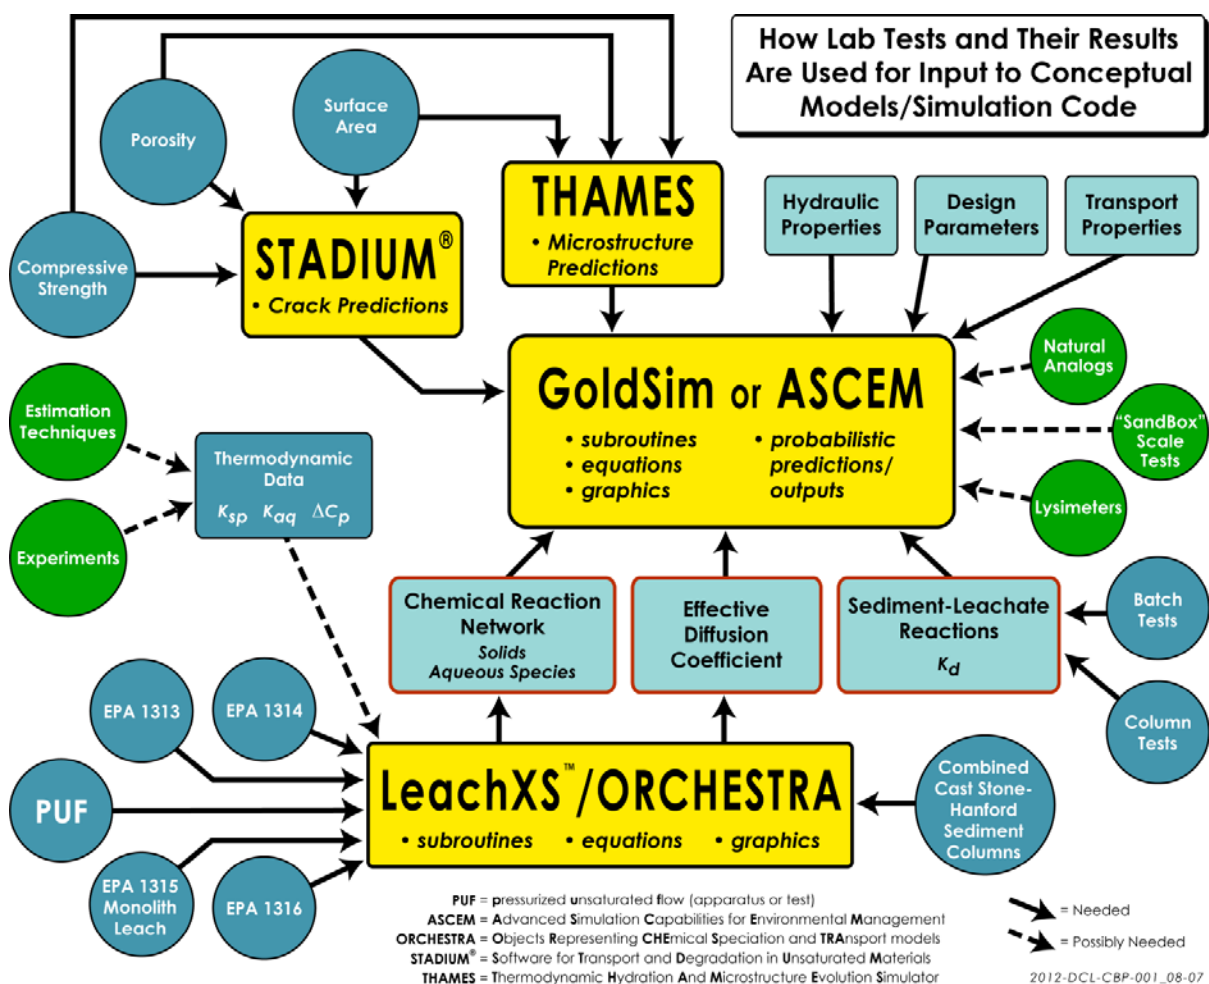 How Lab Tests and Their Results
Are Used for Input to Conceptual
Models/Simulation Code
Surface
Area
Porosity
Compressive
Strength
THAMES
• Microstructure
Predictions
STADIUM®
• Crack Predictions
Hydraulic
Properties
Design
Parameters
Transport
Properties
GoldSim or ASCEM
• subroutines
• equations
• graphics
• probabilistic
predictions/
outputs
Natural
Analogs
"SandBox"
Scale
Tests
Lysimeters
Estimation
Techniques
Experiments
Thermodynamic
Data
Ksp Kaq ΔCp
Chemical Reaction
Network
Solids
Aqueous Species
Effective
Diffusion
Coefficient
Sediment-Leachate
Reactions
Kd
Batch
Tests
Column
Tests
EPA 1313
EPA 1314
PUF
EPA 1315
Monolith
Leach
EPA 1316
LeachXS™/ORCHESTRA
• subroutines • equations • graphics
Combined
Cast Stone-
Hanford
Sediment
Columns
PUF = pressurized unsaturated flow (apparatus or test)
ASCEM = Advanced Simulation Capabilities for Environmental Management
ORCHESTRA = Objects Representing CHEmical Speciation and TRAnsport models
STADIUM® = Software for Transport and Degradation in Unsaturated Materials
THAMES = Thermodynamic Hydration And Microstructure Evolution Simulator
= Needed
= Possibly Needed
2012-DCL-CBP-001_08-07